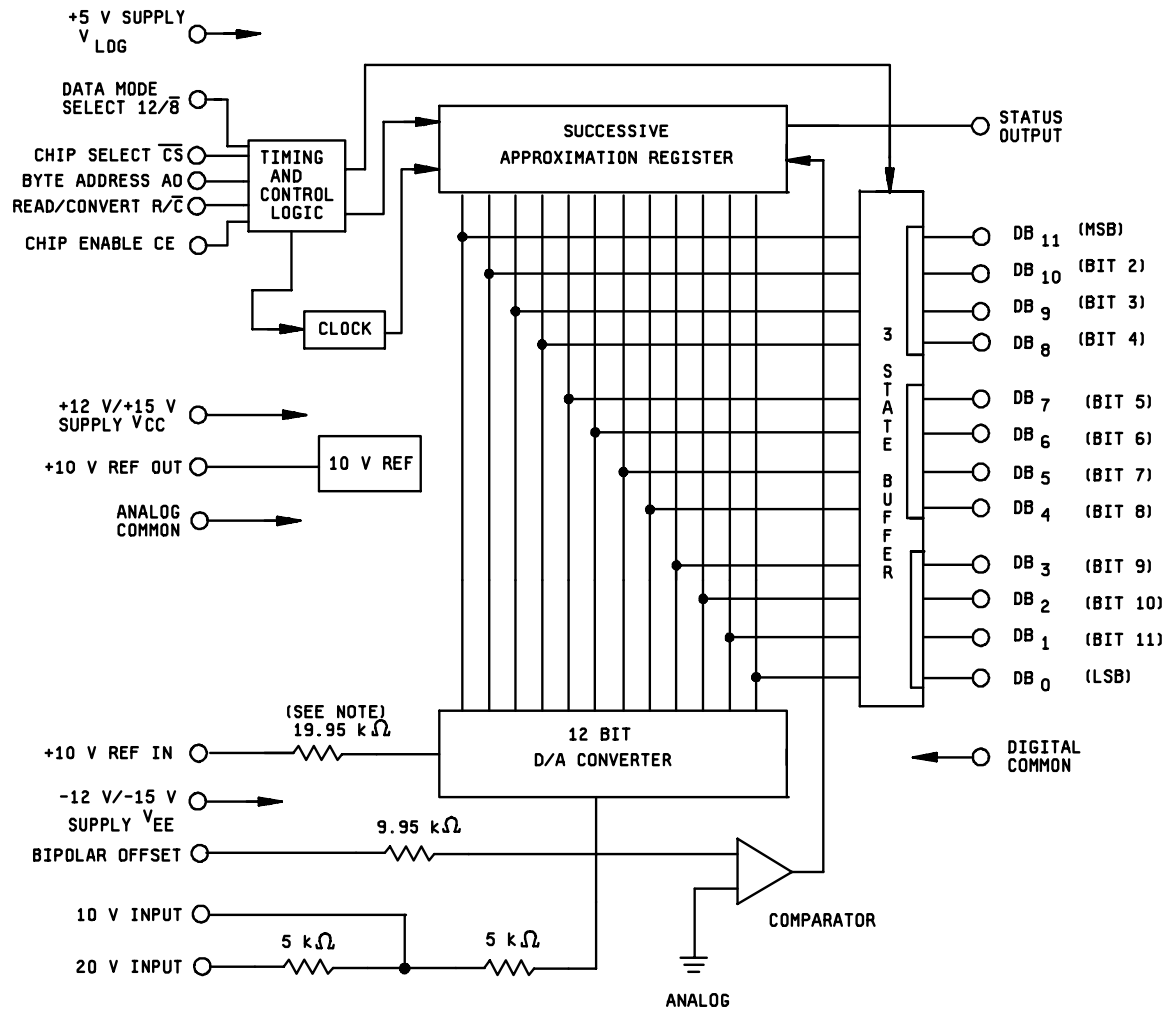 +5 V SUPPLY
V LOG
DATA MODE
SELECT 12/8̅
CHIP SELECT C̅S̅
BYTE ADDRESS AO
READ/CONVERT R/C̅
CHIP ENABLE CE
TIMING
AND
CONTROL
LOGIC
CLOCK
SUCCESSIVE
APPROXIMATION REGISTER
STATUS
OUTPUT
+12 V/+15 V
SUPPLY VCC
+10 V REF OUT
10 V REF
ANALOG
COMMON
3 STATE BUFFER
DB 11 (MSB)
DB 10 (BIT 2)
DB 9 (BIT 3)
DB 8 (BIT 4)
DB 7 (BIT 5)
DB 6 (BIT 6)
DB 5 (BIT 7)
DB 4 (BIT 8)
DB 3 (BIT 9)
DB 2 (BIT 10)
DB 1 (BIT 11)
DB 0 (LSB)
(SEE NOTE)
19.95 kΩ
+10 V REF IN
12 BIT
D/A CONVERTER
DIGITAL
COMMON
-12 V/-15 V
SUPPLY VEE
9.95 kΩ
BIPOLAR OFFSET
COMPARATOR
10 V INPUT
5 kΩ
5 kΩ
20 V INPUT
ANALOG